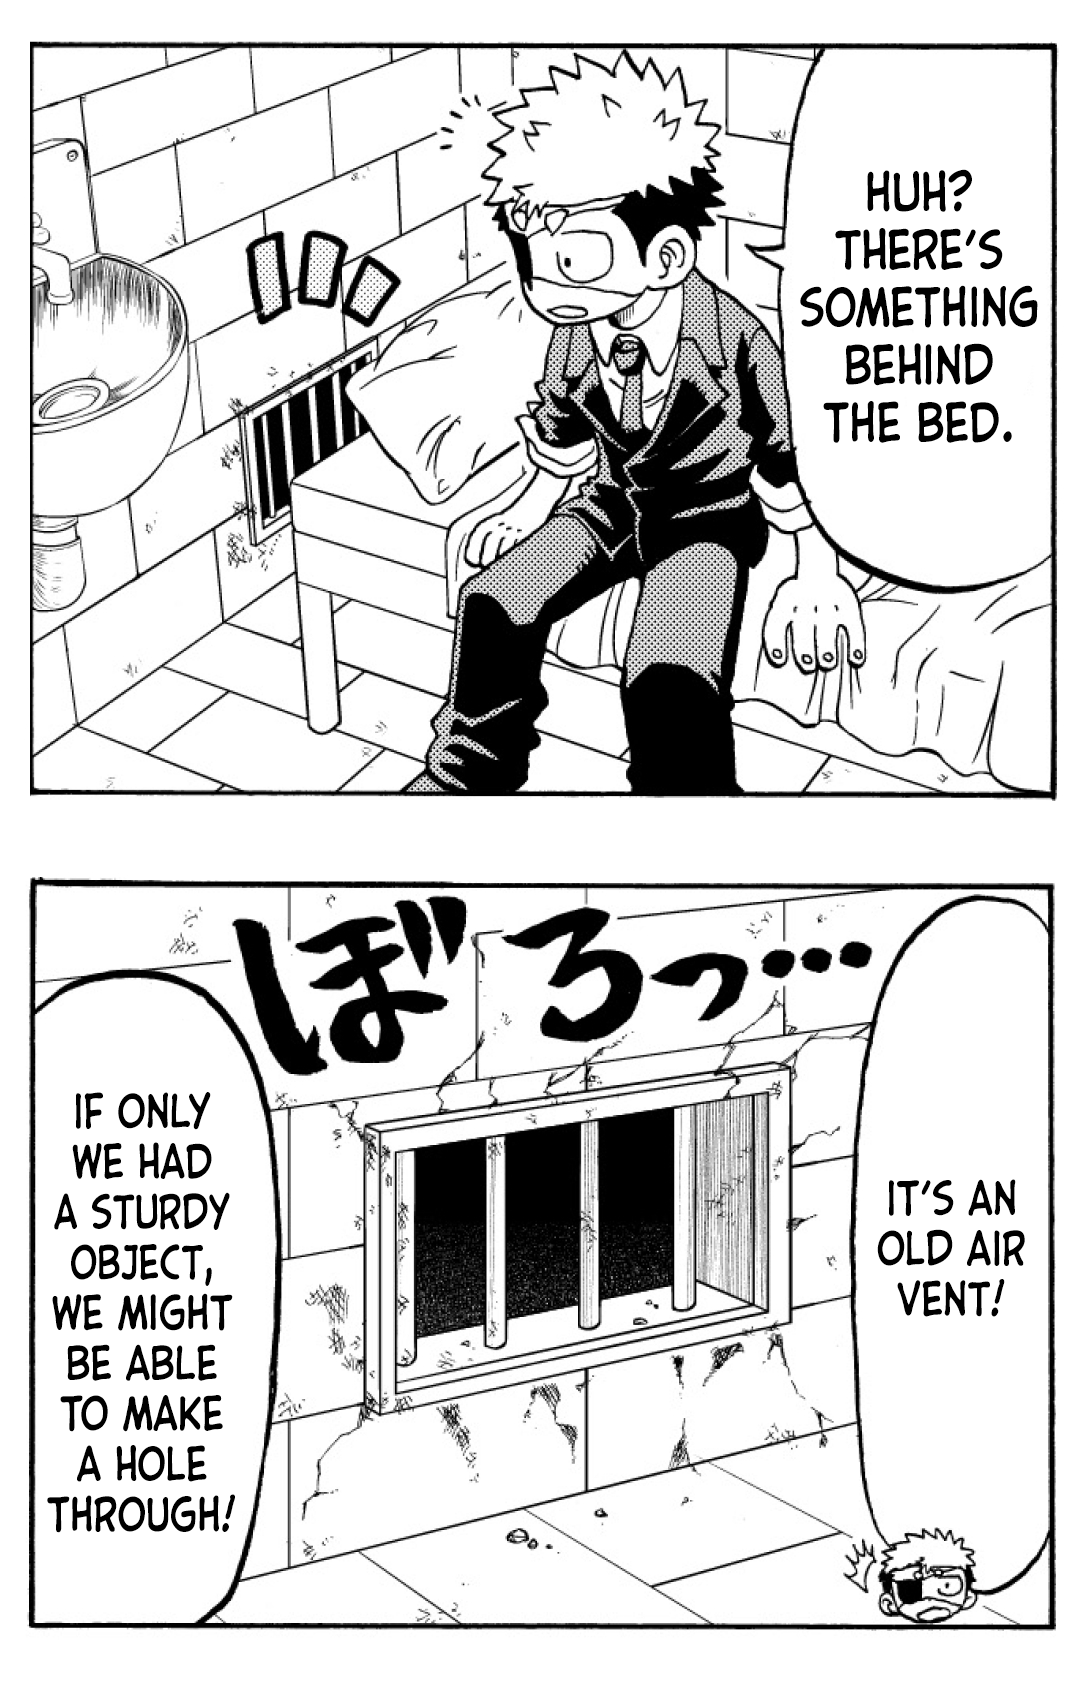 HUH?
THERE'S
SOMETHING
BEHIND
THE BED.
ぼろっ…
IT'S AN
OLD AIR
VENT!
IF ONLY
WE HAD
A STURDY
OBJECT,
WE MIGHT
BE ABLE
TO MAKE
A HOLE
THROUGH!